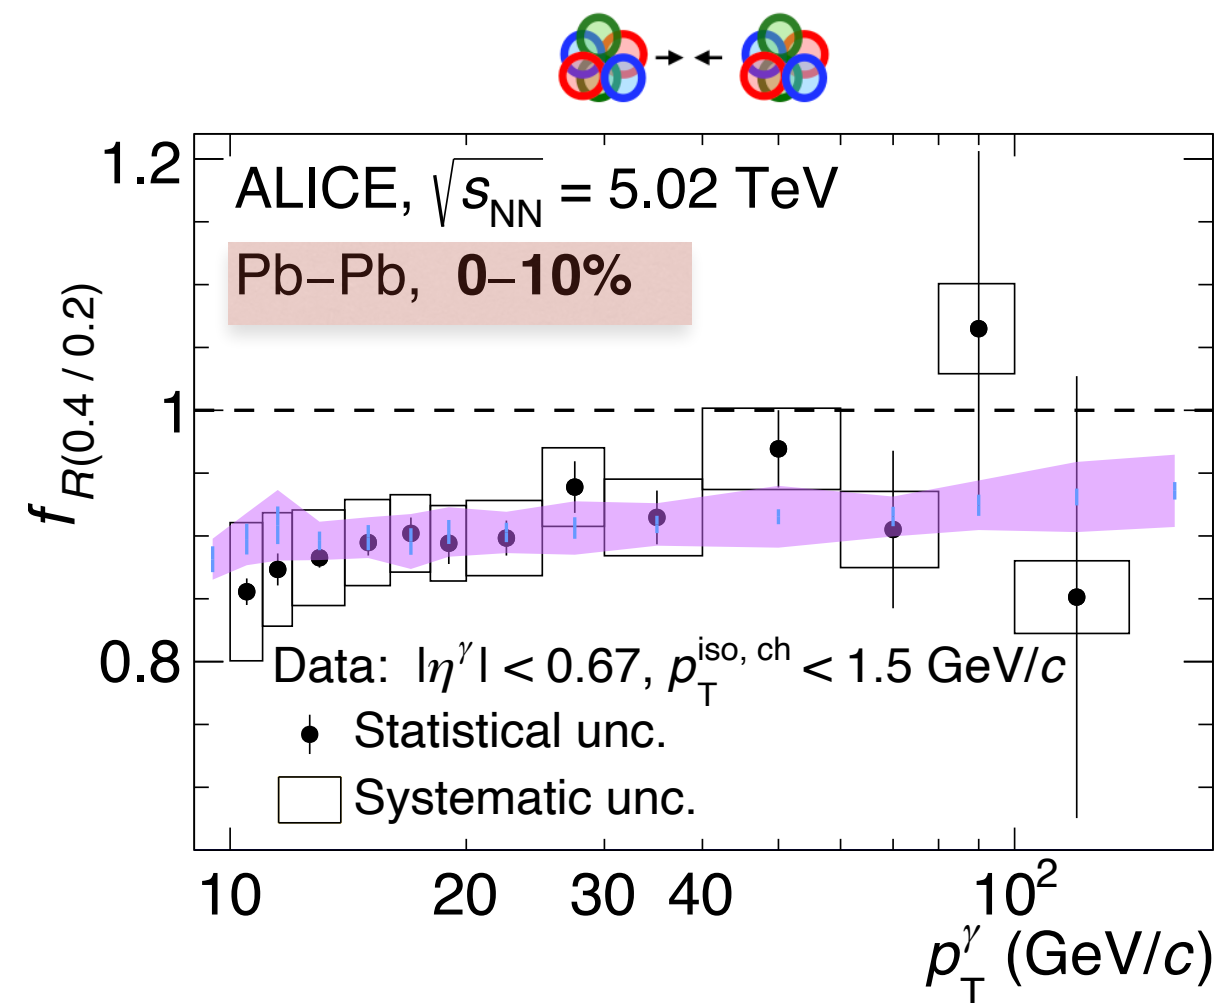 1.2
ALICE, √s_NN = 5.02 TeV
Pb–Pb, 0–10%
f_R(0.4 / 0.2)
1
0.8
Data: |η^γ| < 0.67, p_T^iso, ch < 1.5 GeV/c
Statistical unc.
Systematic unc.
10 20 30 40 10²
p_T^γ (GeV/c)